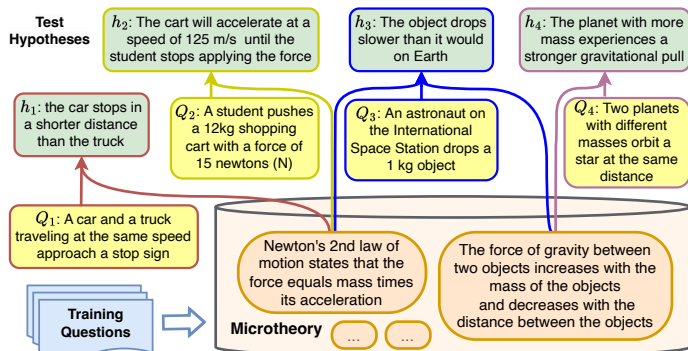 Test
Hypotheses
h₂: The cart will accelerate at a
speed of 125 m/s until the
student stops applying the force
h₃: The object drops
slower than it would
on Earth
h₄: The planet with more
mass experiences a
stronger gravitational pull
h₁: the car stops in
a shorter distance
than the truck
Q₂: A student pushes
a 12kg shopping
cart with a force of
15 newtons (N)
Q₃: An astronaut on
the International
Space Station drops a
1 kg object
Q₄: Two
planets with
different
masses orbit a
star at the same
distance
Q₁: A car and a truck
traveling at the same speed
approach a stop sign
Newton's 2nd law of
motion states that the
force equals mass times
its acceleration
The force of gravity between
two objects increases with the
mass of the objects
and decreases with the
distance between the objects
Training
Questions
Microtheory
...
...